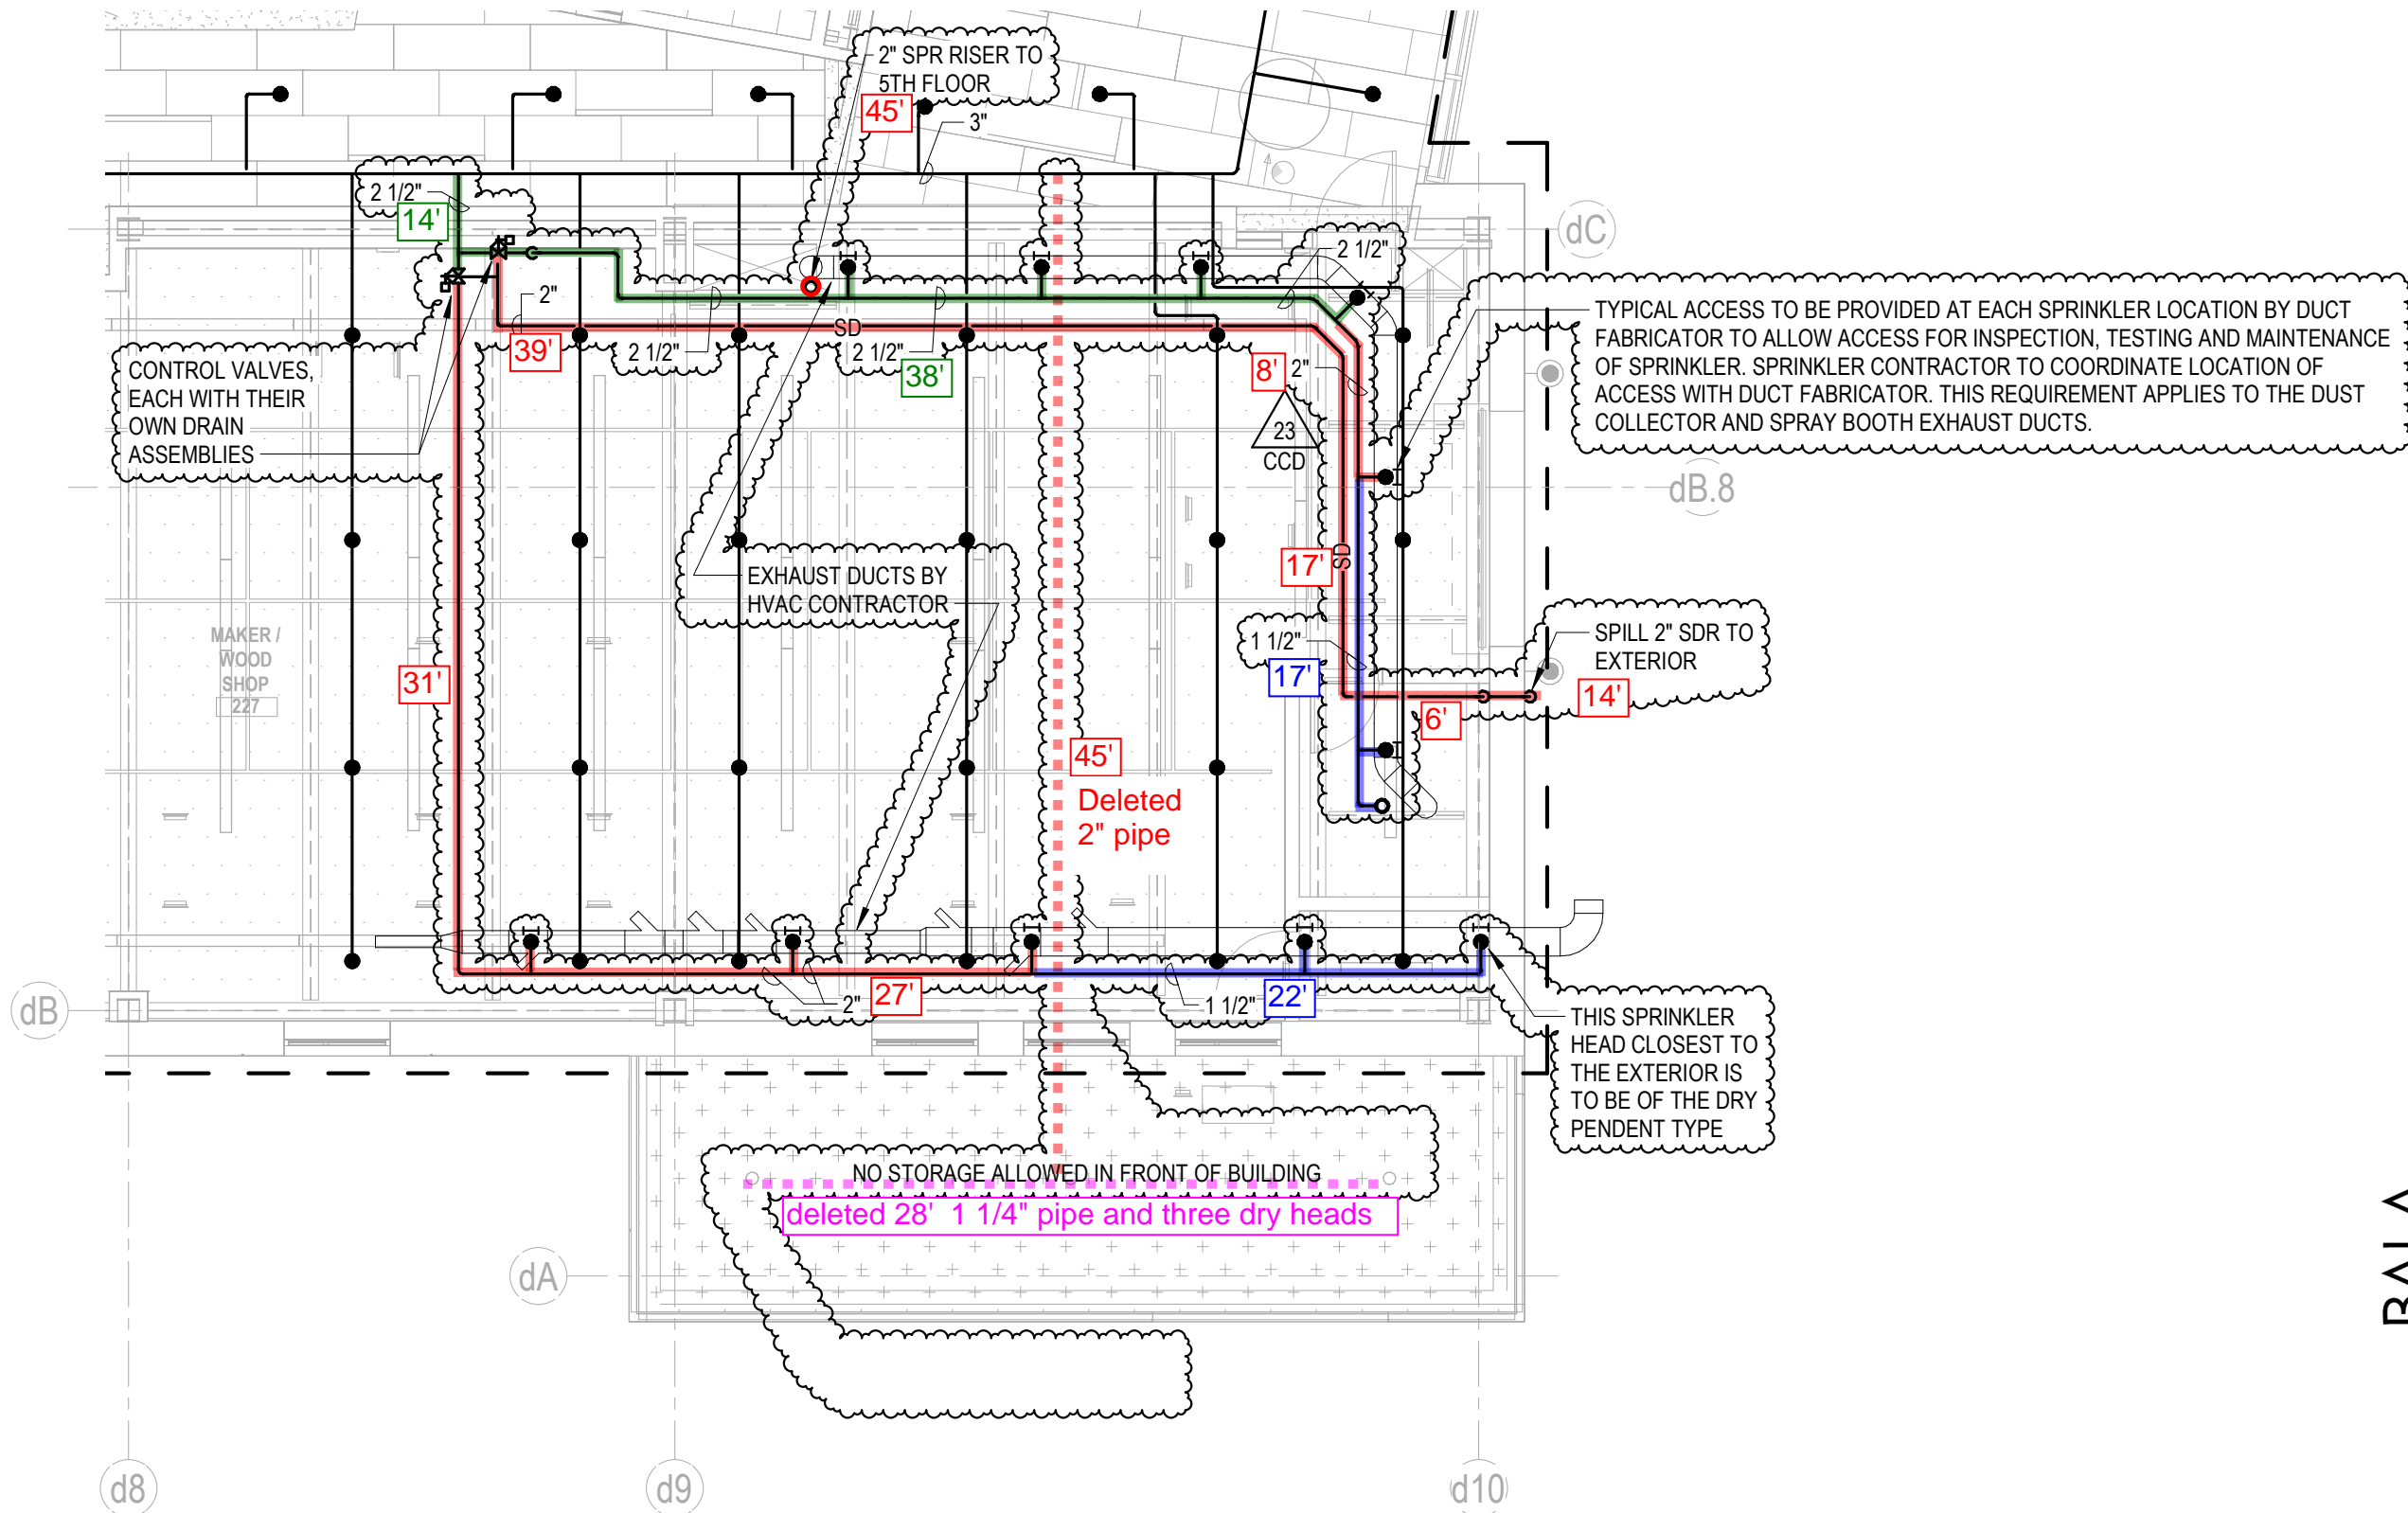 2" SPR RISER TO
5TH FLOOR
45'
3"
2 1/2"
14'
dC
2 1/2"
2"
39'
SD
2 1/2"
2 1/2"
38'
8'
2"
23
CCD
CONTROL VALVES,
EACH WITH THEIR
OWN DRAIN
ASSEMBLIES
TYPICAL ACCESS TO BE PROVIDED AT EACH SPRINKLER LOCATION BY DUCT
FABRICATOR TO ALLOW ACCESS FOR INSPECTION, TESTING AND MAINTENANCE
OF SPRINKLER. SPRINKLER CONTRACTOR TO COORDINATE LOCATION OF
ACCESS WITH DUCT FABRICATOR. THIS REQUIREMENT APPLIES TO THE DUST
COLLECTOR AND SPRAY BOOTH EXHAUST DUCTS.
dB.8
EXHAUST DUCTS BY
HVAC CONTRACTOR
17'
SD
MAKER /
WOOD
SHOP
227
31'
1 1/2"
17'
SPILL 2" SDR TO
EXTERIOR
14'
6'
45'
Deleted
2" pipe
dB
2"
27'
1 1/2"
22'
THIS SPRINKLER
HEAD CLOSEST TO
THE EXTERIOR IS
TO BE OF THE DRY
PENDENT TYPE
NO STORAGE ALLOWED IN FRONT OF BUILDING
deleted 28' 1 1/4" pipe and three dry heads
dA
d8
d9
d10